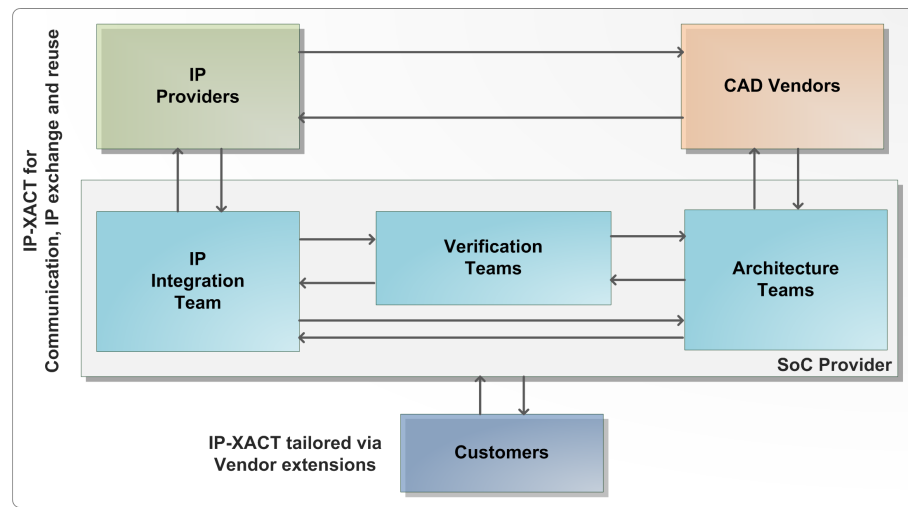 IP-XACT for
Communication, IP exchange and reuse
IP
Providers
CAD Vendors
IP
Integration
Team
Verification
Teams
Architecture
Teams
SoC Provider
IP-XACT tailored via
Vendor extensions
Customers